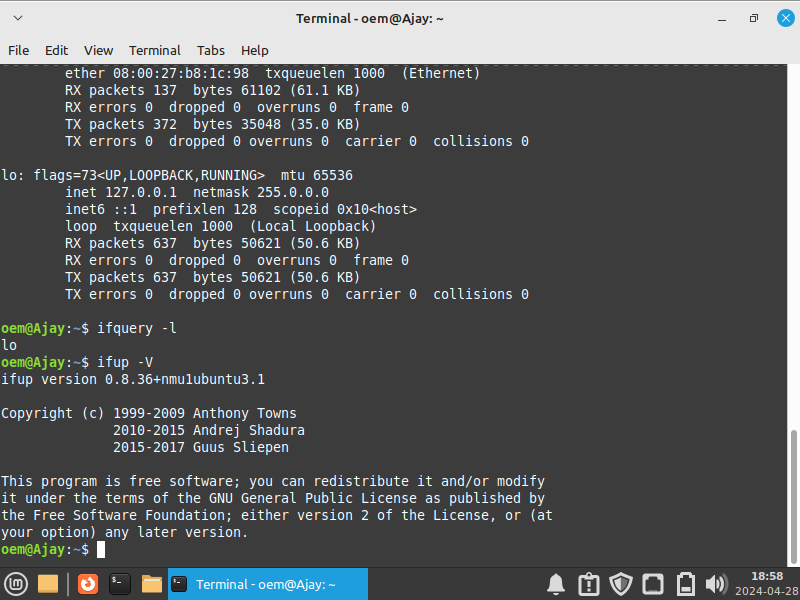 Terminal - oem@Ajay: ~
File Edit View Terminal Tabs Help
ether 08:00:27:b8:1c:98  txqueuelen 1000  (Ethernet)
RX packets 137  bytes 61102 (61.1 KB)
RX errors 0  dropped 0  overruns 0  frame 0
TX packets 372  bytes 35048 (35.0 KB)
TX errors 0  dropped 0 overruns 0  carrier 0  collisions 0
lo: flags=73<UP,LOOPBACK,RUNNING>  mtu 65536
inet 127.0.0.1  netmask 255.0.0.0
inet6 ::1  prefixlen 128  scopeid 0x10<host>
loop  txqueuelen 1000  (Local Loopback)
RX packets 637  bytes 50621 (50.6 KB)
RX errors 0  dropped 0  overruns 0  frame 0
TX packets 637  bytes 50621 (50.6 KB)
TX errors 0  dropped 0 overruns 0  carrier 0  collisions 0
oem@Ajay:~$ ifquery -l
lo
oem@Ajay:~$ ifup -V
ifup version 0.8.36+nmu1ubuntu3.1
Copyright (c) 1999-2009 Anthony Towns
2010-2015 Andrej Shadura
2015-2017 Guus Sliepen
This program is free software; you can redistribute it and/or modify
it under the terms of the GNU General Public License as published by
the Free Software Foundation; either version 2 of the License, or (at
your option) any later version.
oem@Ajay:~$
Terminal - oem@Ajay: ~
18:58
2024-04-28